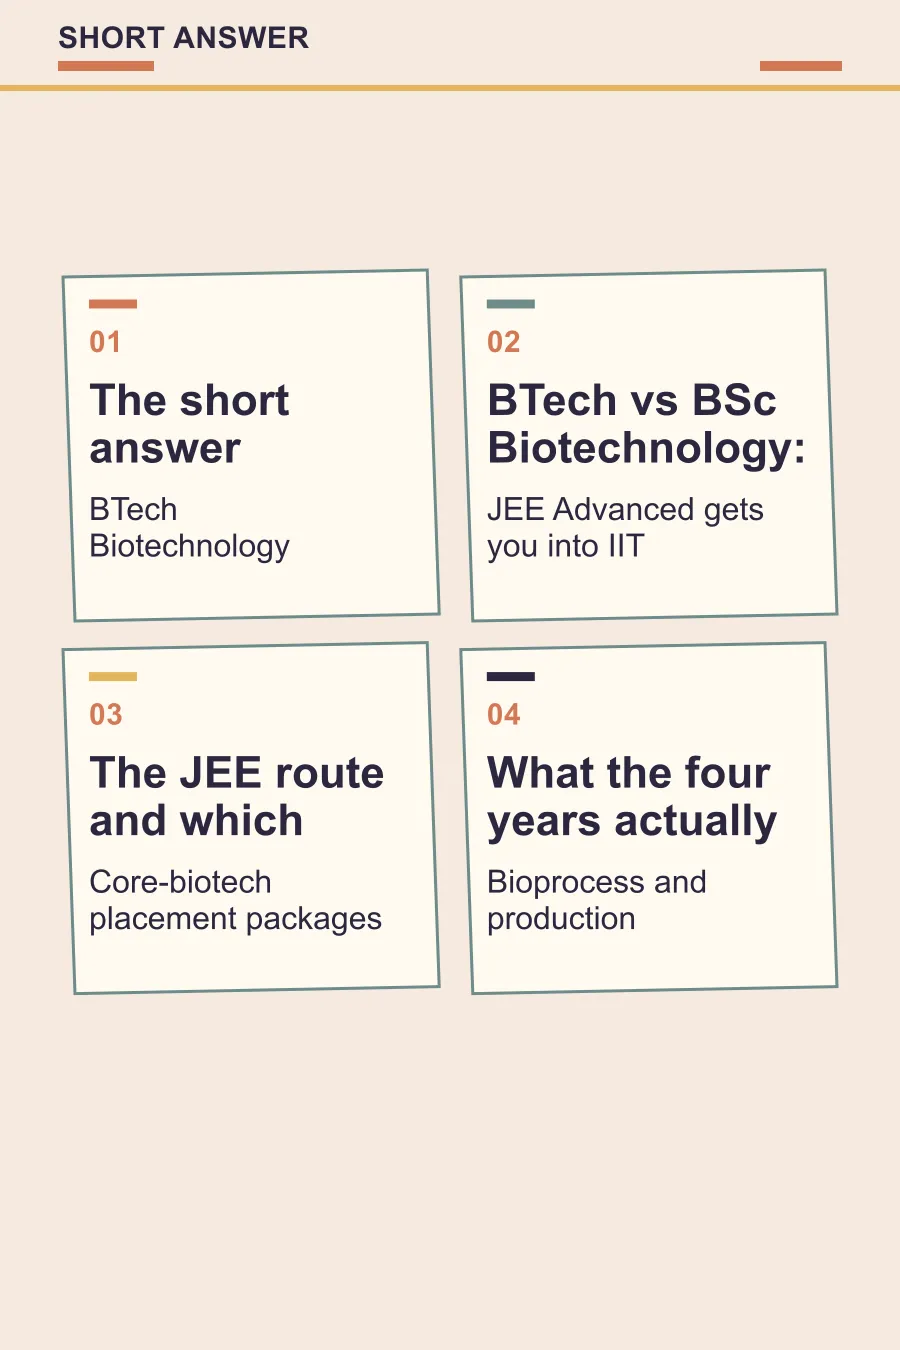 SHORT ANSWER
01
The short
answer
BTech
Biotechnology
02
BTech vs BSc
Biotechnology:
JEE Advanced gets
you into IIT
03
The JEE route
and which
Core-biotech
placement packages
04
What the four
years actually
Bioprocess and
production